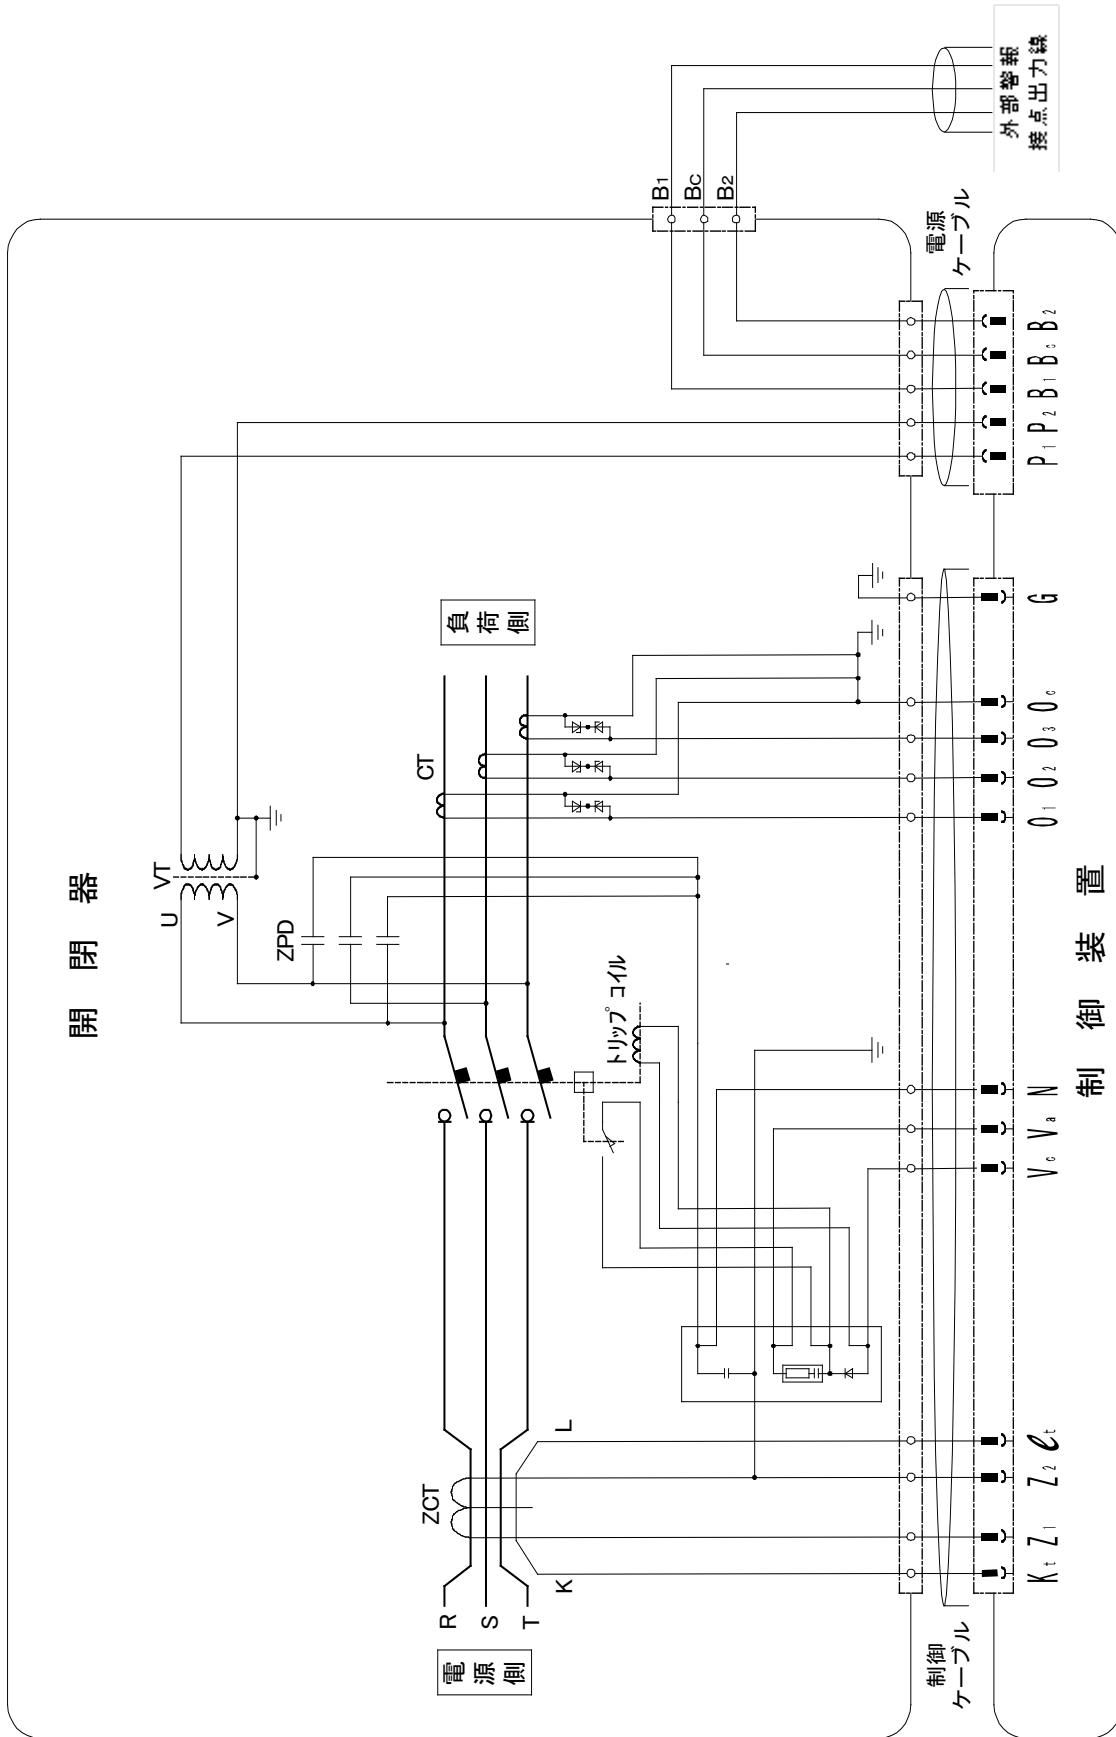 開閉器
VT
U
V
ZPD
CT
負荷側
トリップコイル
ZCT
K
L
R
S
T
電源側
B1
BC
B2
外部警報
接点出力線
電源
ケーブル
制御
ケーブル
Kt Z1 Z2 ℓt Vc Va N O1 O2 O3 Oc G P1 P2 B1 Bc B2
制御装置